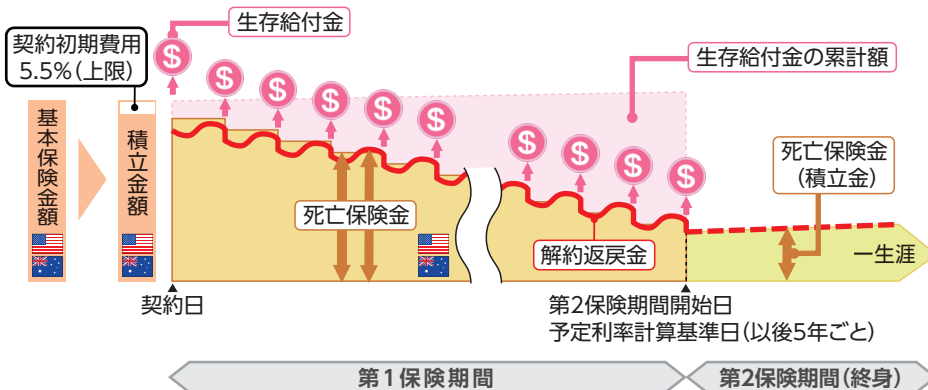 生存給付金
契約初期費用
5.5%(上限)
生存給付金の累計額
$
$
$
$
$
$
$
$
$
$
基本保険金額
積立金額
死亡保険金
死亡保険金
(積立金)
解約返戻金
一生涯
契約日
第2保険期間開始日
予定利率計算基準日(以後5年ごと)
第1保険期間
第2保険期間(終身)